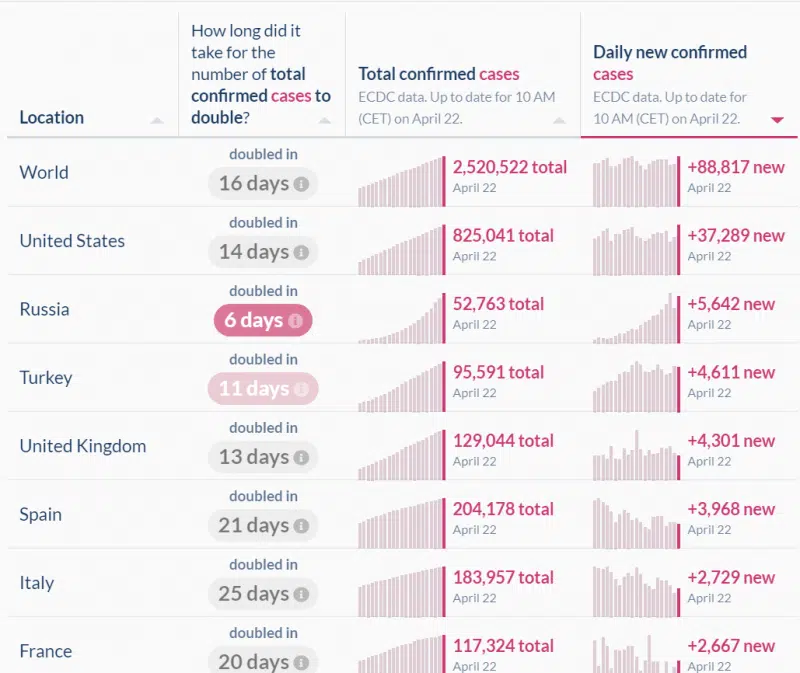 How long did it
take for the
number of total
confirmed cases to
double?
Location
Total confirmed cases
ECDC data. Up to date for 10 AM
(CET) on April 22.
Daily new confirmed
cases
ECDC data. Up to date for
10 AM (CET) on April 22.
World
doubled in
16 days i
2,520,522 total
April 22
+88,817 new
April 22
United States
doubled in
14 days i
825,041 total
April 22
+37,289 new
April 22
Russia
doubled in
6 days i
52,763 total
April 22
+5,642 new
April 22
Turkey
doubled in
11 days i
95,591 total
April 22
+4,611 new
April 22
United Kingdom
doubled in
13 days i
129,044 total
April 22
+4,301 new
April 22
Spain
doubled in
21 days i
204,178 total
April 22
+3,968 new
April 22
Italy
doubled in
25 days i
183,957 total
April 22
+2,729 new
April 22
France
doubled in
20 days i
117,324 total
April 22
+2,667 new
April 22